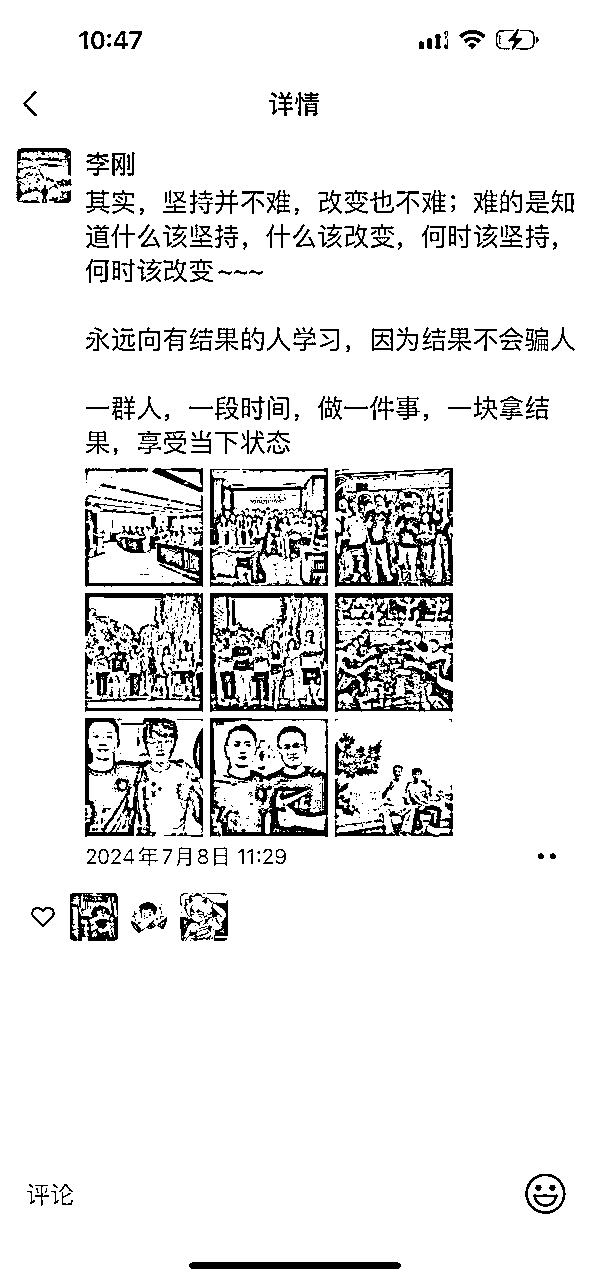 10:47
详情
李刚
其实，坚持并不难，改变也不难；难的是知
道什么该坚持，什么该改变，何时该坚持，
何时该改变~~~
永远向有结果的人学习，因为结果不会骗人
一群人，一段时间，做一件事，一块拿结
果，享受当下状态
2024年7月8日 11:29
评论